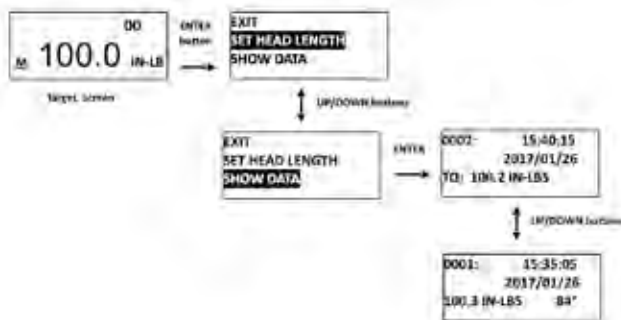 00
M 100.0 IN-LB
Target screen
ENTER
button
EXIT
SET HEAD LENGTH
SHOW DATA
UP/DOWN buttons
EXIT
SET HEAD LENGTH
SHOW DATA
ENTER
0002: 15:40:15
2017/01/26
TQ: 100.2 IN-LBS
UP/DOWN buttons
0001: 15:35:05
2017/01/26
100.3 IN-LBS 84°